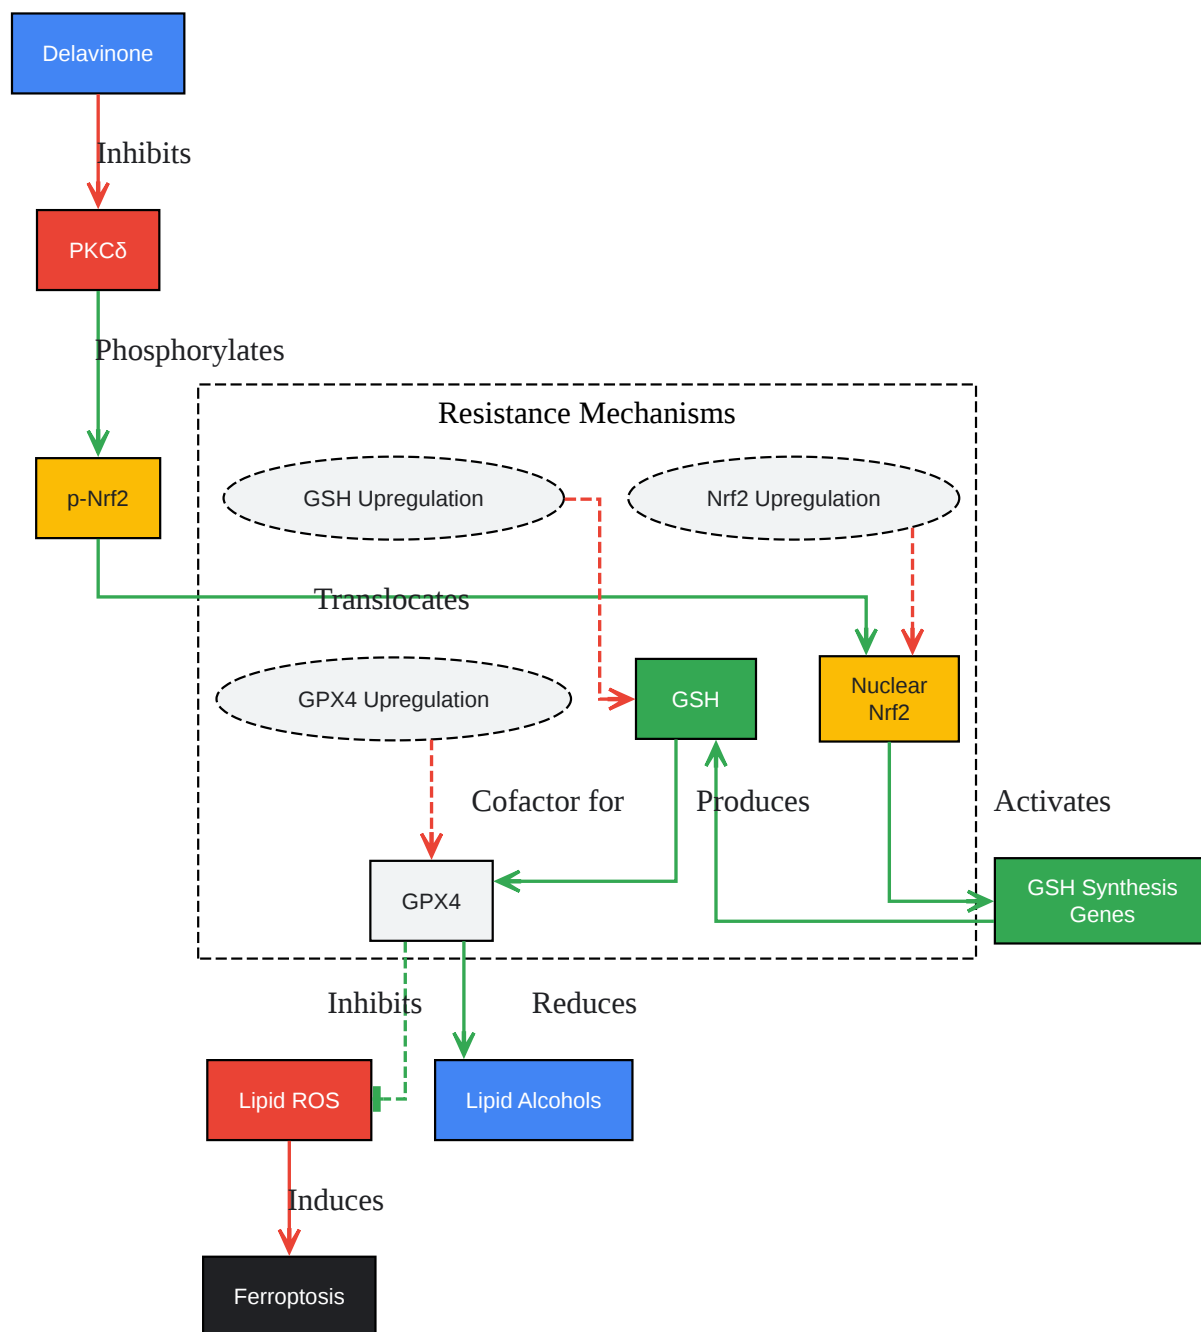 Delavinone
Inhibits
PKCδ
Phosphorylates
Resistance Mechanisms
p-Nrf2
GSH Upregulation
Nrf2 Upregulation
Translocates
GPX4 Upregulation
GSH
Nuclear
Nrf2
Cofactor for
Produces
Activates
GPX4
GSH Synthesis
Genes
Inhibits
Reduces
Lipid ROS
Lipid Alcohols
Induces
Ferroptosis